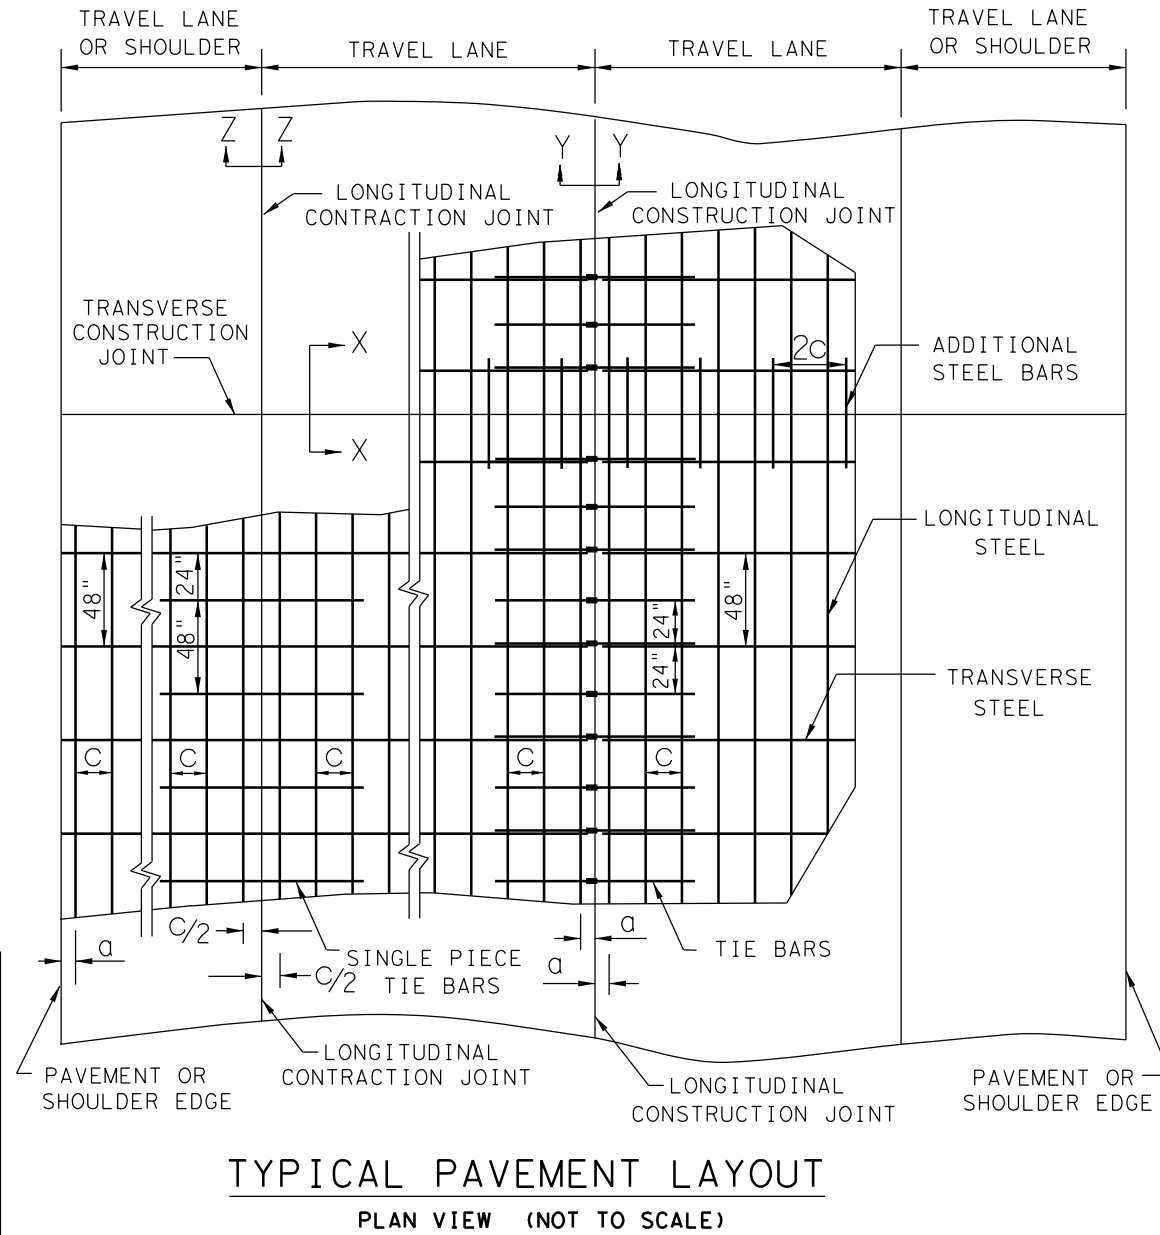 TRAVEL LANE
OR SHOULDER
TRAVEL LANE
TRAVEL LANE
TRAVEL LANE
OR SHOULDER
Z Z
Y Y
LONGITUDINAL
CONTRACTION JOINT
LONGITUDINAL
CONSTRUCTION JOINT
TRANSVERSE
CONSTRUCTION
JOINT
X
X
2C
ADDITIONAL
STEEL BARS
LONGITUDINAL
STEEL
48"
24"
48"
48"
24"
24"
TRANSVERSE
STEEL
C
C
C
C
C
C/2
a
SINGLE PIECE
TIE BARS
C/2
a
a
TIE BARS
LONGITUDINAL
CONTRACTION JOINT
PAVEMENT OR
SHOULDER EDGE
LONGITUDINAL
CONSTRUCTION JOINT
PAVEMENT OR
SHOULDER EDGE
TYPICAL PAVEMENT LAYOUT
PLAN VIEW (NOT TO SCALE)